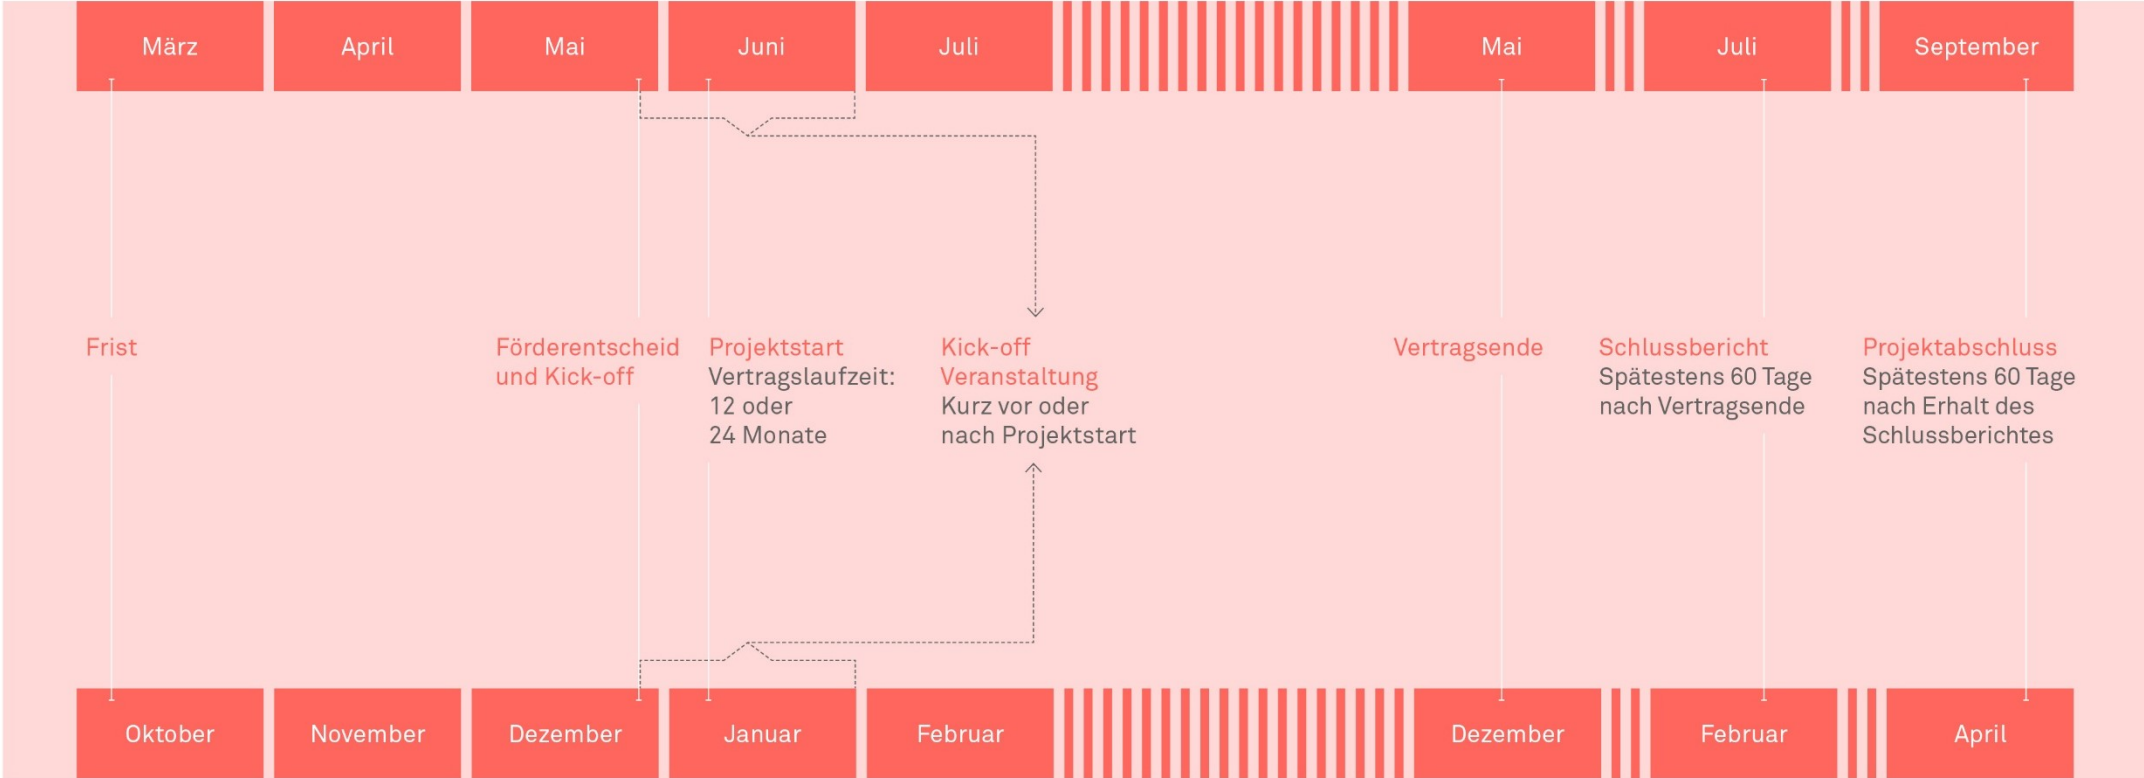 März
April
Mai
Juni
Juli
Mai
Juli
September
Frist
Förderentscheid
und Kick-off
Projektstart
Vertragslaufzeit:
12 oder
24 Monate
Kick-off
Veranstaltung
Kurz vor oder
nach Projektstart
Vertragsende
Schlussbericht
Spätestens 60 Tage
nach Vertragsende
Projektabschluss
Spätestens 60 Tage
nach Erhalt des
Schlussberichtes
Oktober
November
Dezember
Januar
Februar
Dezember
Februar
April